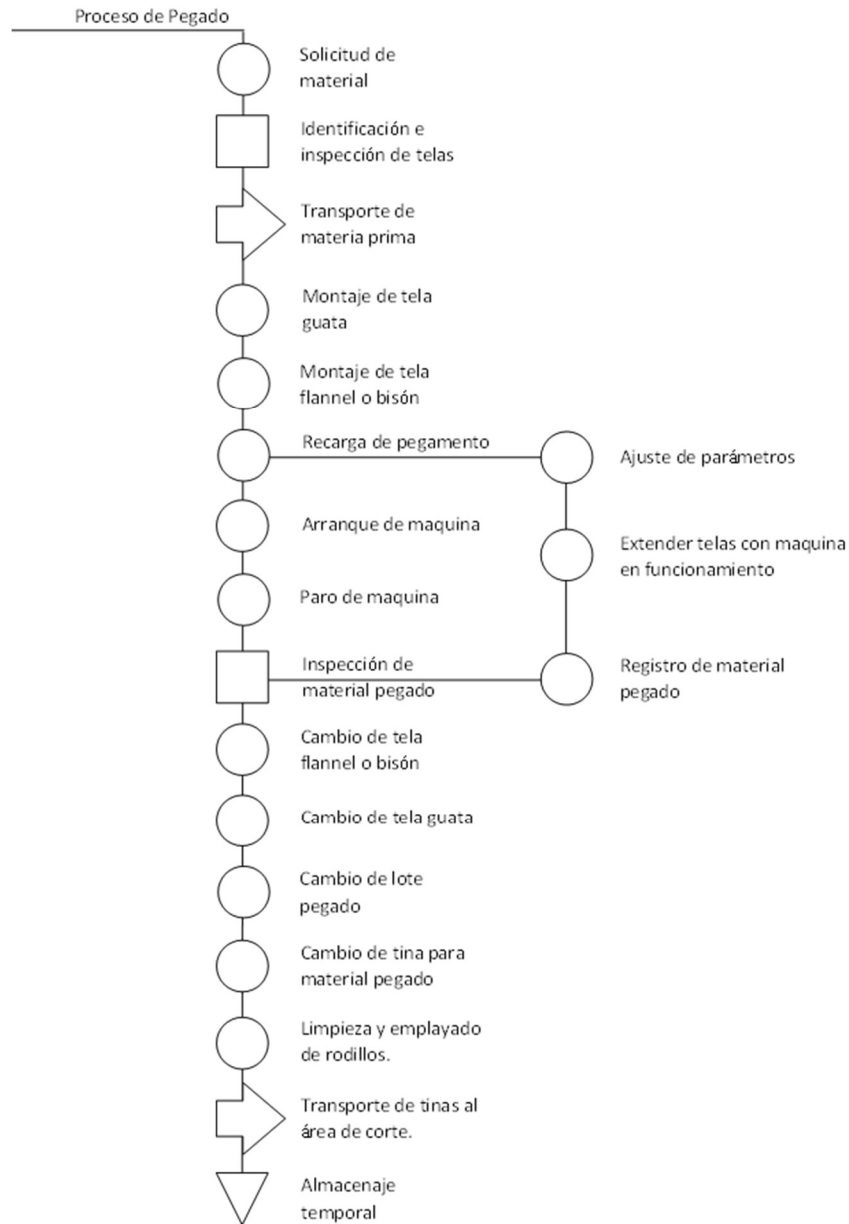 Proceso de Pegado
Solicitud de
material
Identificación e
inspección de telas
Transporte de
materia prima
Montaje de tela
guata
Montaje de tela
flannel o bisón
Recarga de pegamento
Ajuste de parámetros
Arranque de maquina
Extender telas con maquina
en funcionamiento
Paro de maquina
Inspección de
material pegado
Registro de material
pegado
Cambio de tela
flannel o bisón
Cambio de tela guata
Cambio de lote
pegado
Cambio de tina para
material pegado
Limpieza y emplayado
de rodillos.
Transporte de tinas al
área de corte.
Almacenaje
temporal